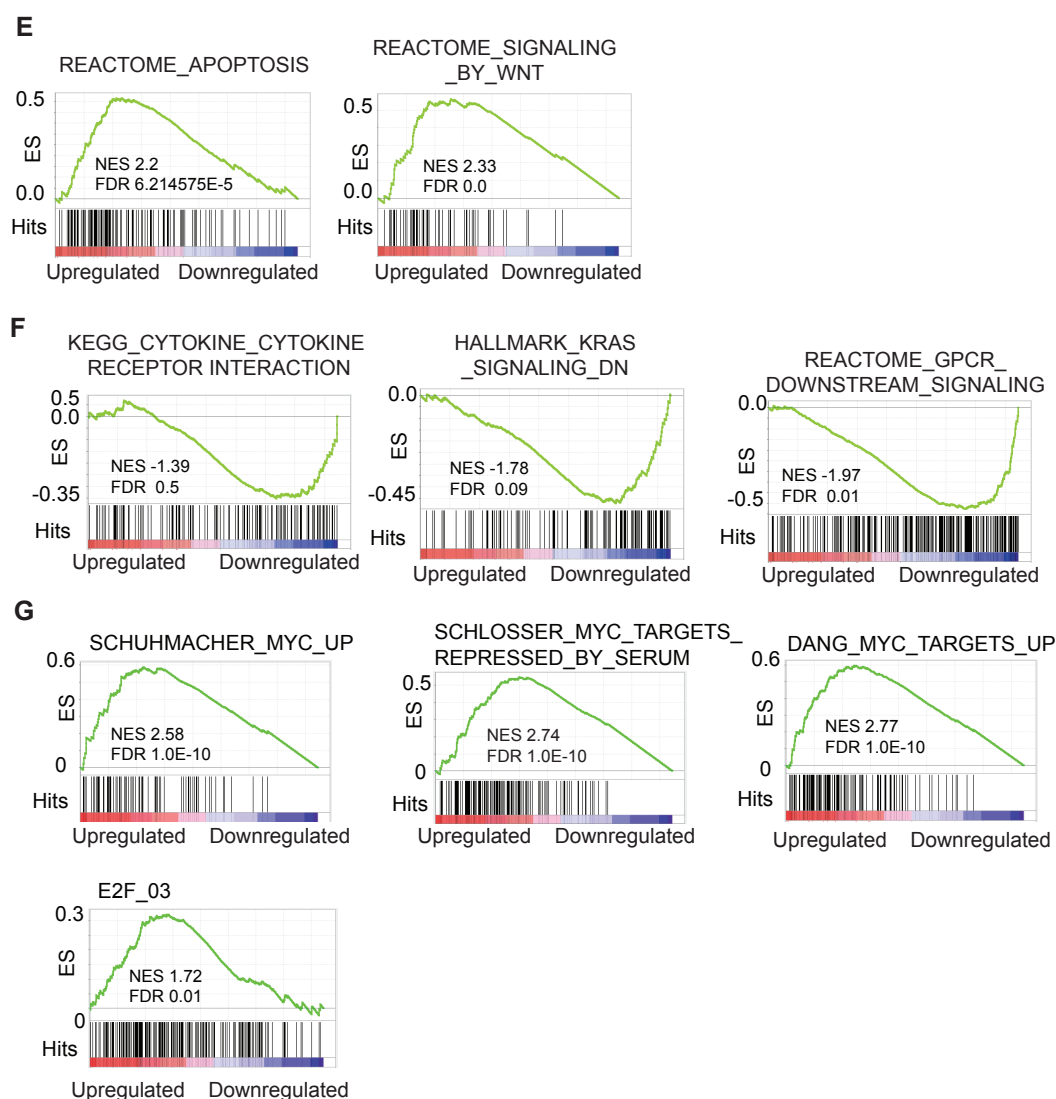 E
REACTOME_APOPTOSIS
0.5
ES
0.0
NES 2.2
FDR 6.214575E-5
Hits
Upregulated
Downregulated
REACTOME_SIGNALING
_BY_WNT
0.5
ES
0.0
NES 2.33
FDR 0.0
Hits
Upregulated
Downregulated
F
KEGG_CYTOKINE_CYTOKINE
RECEPTOR INTERACTION
0.5
0.0
ES
-0.35
NES -1.39
FDR 0.5
Hits
Upregulated
Downregulated
HALLMARK_KRAS
_SIGNALING_DN
0.0
ES
-0.45
NES -1.78
FDR 0.09
Hits
Upregulated
Downregulated
REACTOME_GPCR_
DOWNSTREAM_SIGNALING
0.0
ES
-0.5
NES -1.97
FDR 0.01
Hits
Upregulated
Downregulated
G
SCHUHMACHER_MYC_UP
0.6
ES
0
NES 2.58
FDR 1.0E-10
Hits
Upregulated
Downregulated
SCHLOSSER_MYC_TARGETS_
REPRESSED_BY_SERUM
0.5
ES
0
NES 2.74
FDR 1.0E-10
Hits
Upregulated
Downregulated
DANG_MYC_TARGETS_UP
0.6
ES
0
NES 2.77
FDR 1.0E-10
Hits
Upregulated
Downregulated
E2F_03
0.3
ES
0
NES 1.72
FDR 0.01
Hits
Upregulated
Downregulated